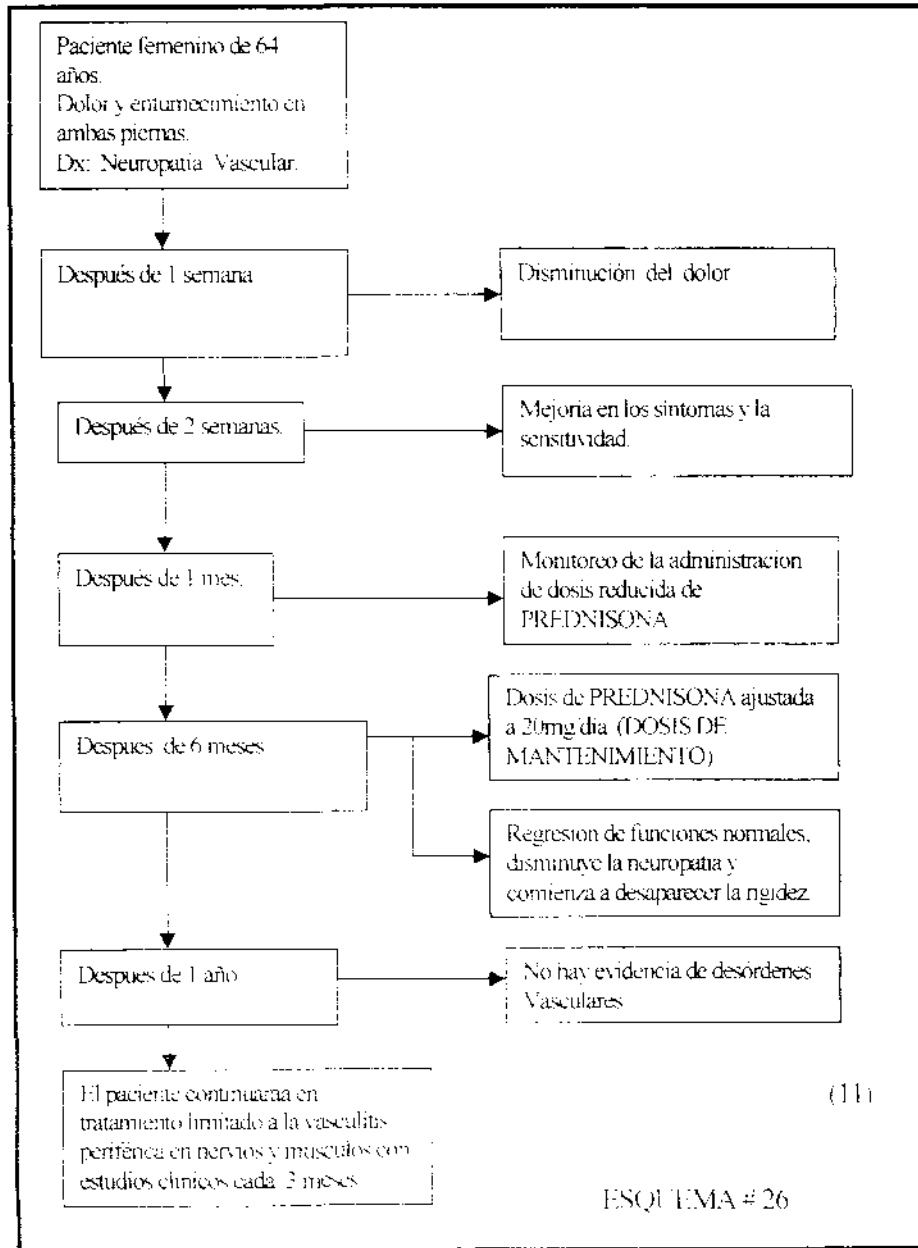 Paciente femenino de 64
años.
Dolor y entumecimiento en
ambas piernas.
Dx: Neuropatía Vascular.
Después de 1 semana
Disminución del dolor
Después de 2 semanas.
Mejoría en los síntomas y la
sensitividad.
Después de 1 mes.
Monitoreo de la administracion
de dosis reducida de
PREDNISONA
Despues de 6 meses
Dosis de PREDNISONA ajustada
a 20mg/dia (DOSIS DE
MANTENIMIENTO)
Regresion de funciones normales,
disminuye la neuropatia y
comienza a desaparecer la rigidez.
Despues de 1 año
No hay evidencia de desórdenes
Vasculares
El paciente continuaria en
tratamiento limitado a la vasculitis
periférica en nervios y musculos con
estudios clinicos cada 3 meses
(11)
ESQUEMA # 26